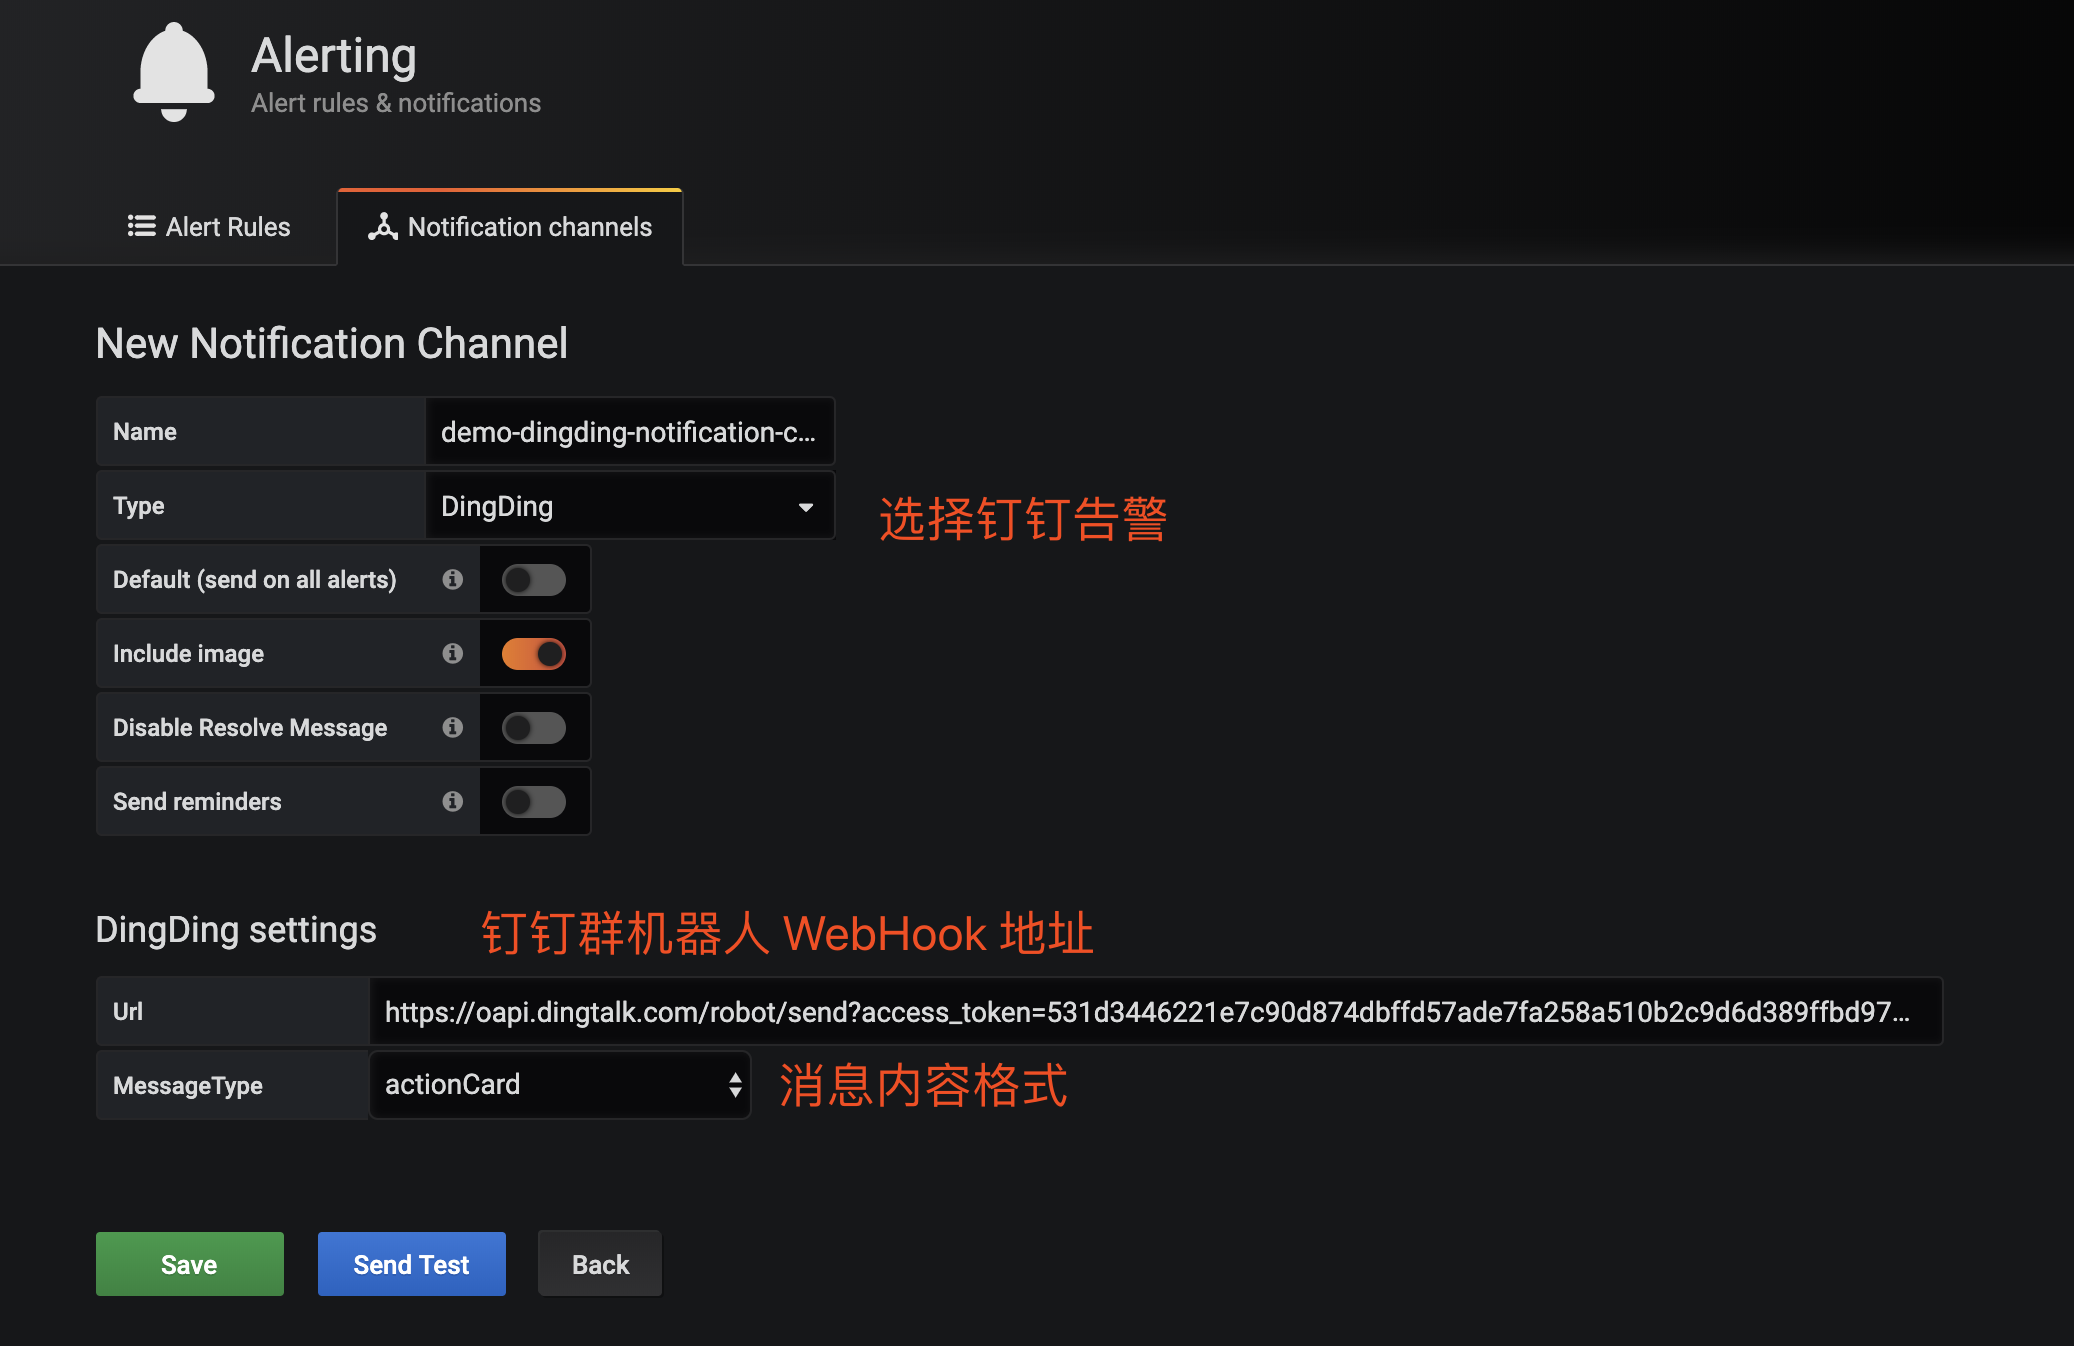 Alerting
Alert rules & notifications
Alert Rules
Notification channels
New Notification Channel
Name
demo-dingding-notification-c...
Type
DingDing
选择钉钉告警
Default (send on all alerts)
Include image
Disable Resolve Message
Send reminders
DingDing settings
钉钉群机器人 WebHook 地址
Url
https://oapi.dingtalk.com/robot/send?access_token=531d3446221e7c90d874dbffd57ade7fa258a510b2c9d6d389ffbd97...
MessageType
actionCard
消息内容格式
Save
Send Test
Back